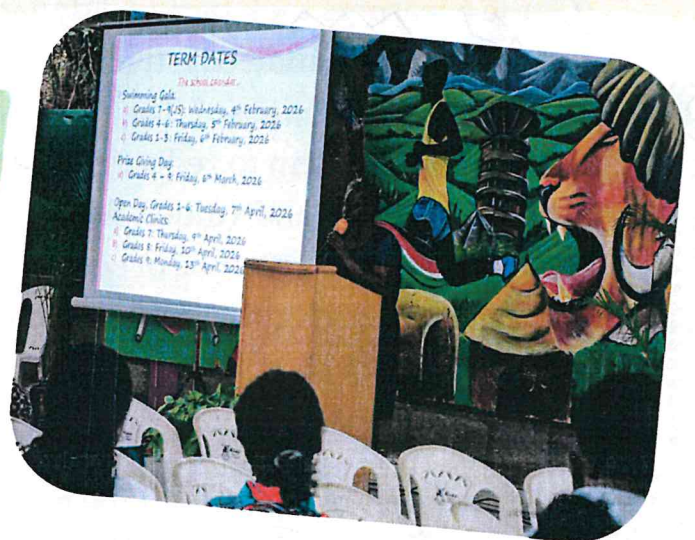 TERM DATES
The school calendar.
Swimming Gala:
a) Grades 7-9(JS): Wednesday, 4th February, 2026
b) Grades 4-6: Thursday, 5th February, 2026
c) Grades 1-3: Friday, 6th February, 2026
Prize Giving Day:
a) Grades 4 - 9: Friday, 6th March, 2026
Open Day, Grades 1-6: Tuesday, 7th April, 2026
Academic Clinics:
a) Grades 7: Thursday, 9th April, 2026
b) Grades 8: Friday, 10th April, 2026
c) Grades 9: Monday, 13th April, 2026